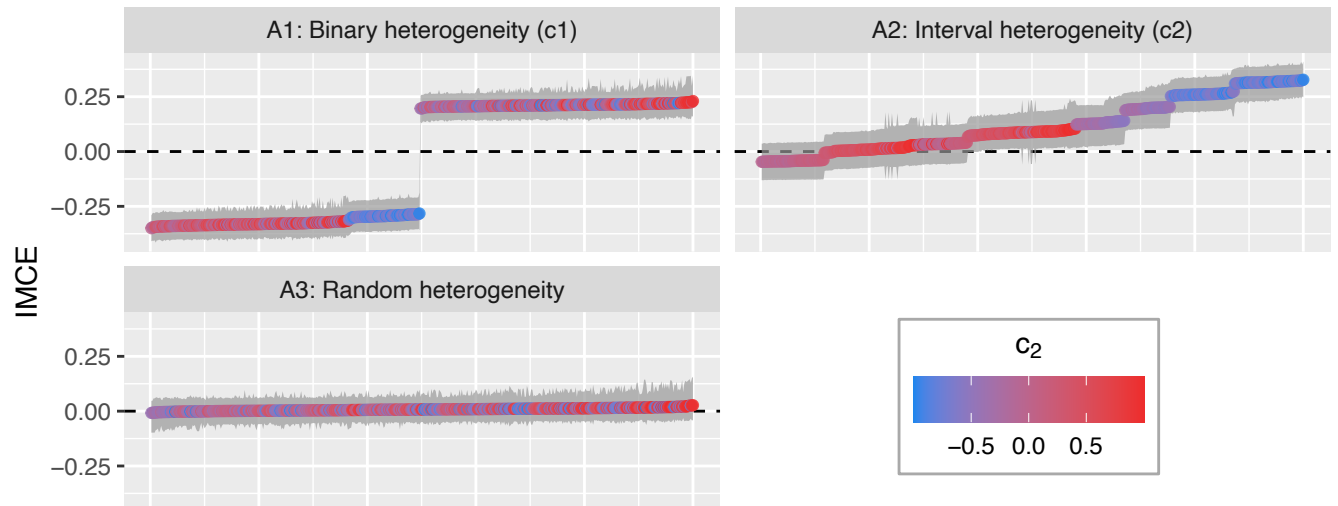 A1: Binary heterogeneity (c1)
A2: Interval heterogeneity (c2)
0.25
0.00
−0.25
IMCE
A3: Random heterogeneity
0.25
0.00
−0.25
c2
−0.5 0.0 0.5